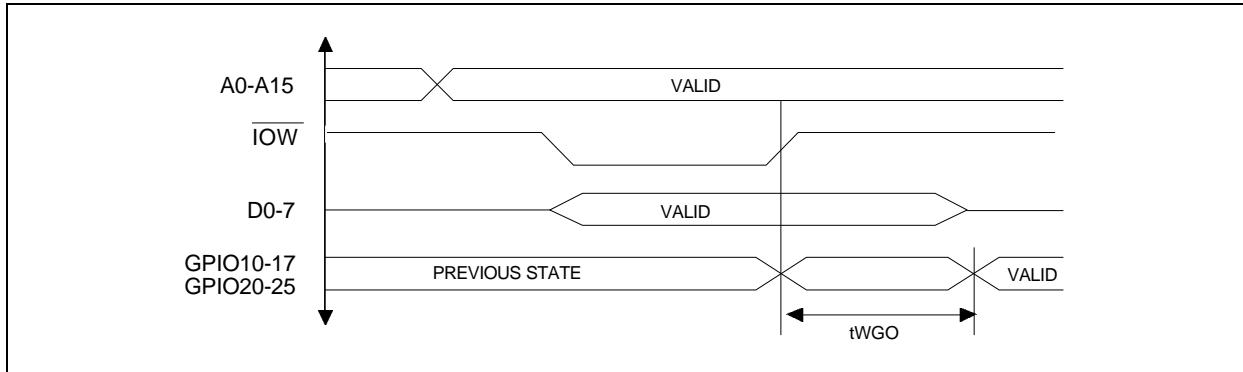 A0-A15
VALID
IOW
D0-7
VALID
GPIO10-17
GPIO20-25
PREVIOUS STATE
VALID
tWGO